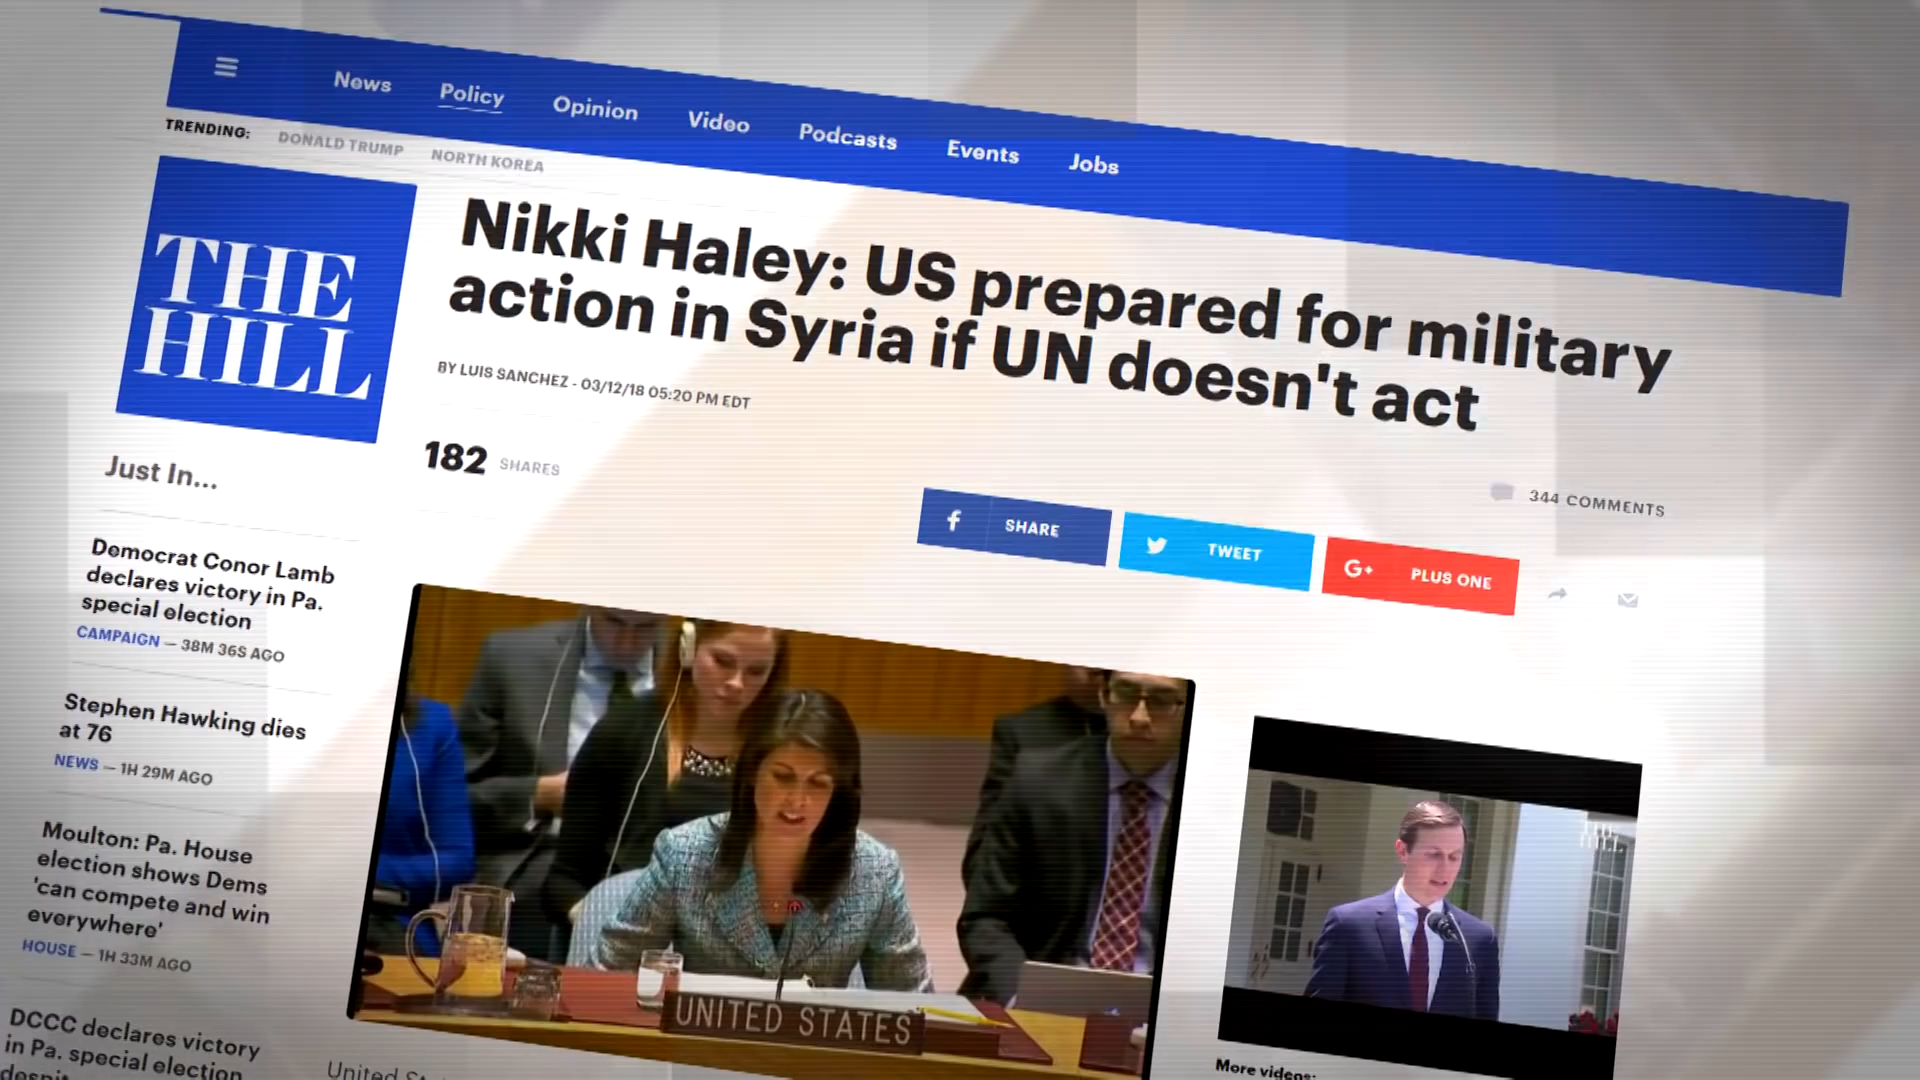 News
Policy
Opinion
Video
Podcasts
Events
Jobs
TRENDING:
DONALD TRUMP
NORTH KOREA
THE
HILL
Nikki Haley: US prepared for military
action in Syria if UN doesn't act
BY LUIS SANCHEZ - 03/12/18 05:20 PM EDT
182 SHARES
344 COMMENTS
f SHARE
TWEET
G+ PLUS ONE
Just In...
Democrat Conor Lamb
declares victory in Pa.
special election
CAMPAIGN — 38M 36S AGO
Stephen Hawking dies
at 76
NEWS — 1H 29M AGO
Moulton: Pa. House
election shows Dems
'can compete and win
everywhere'
HOUSE — 1H 33M AGO
DCCC declares victory
in Pa. special election
UNITED STATES
THE
HILL
United
More videos: